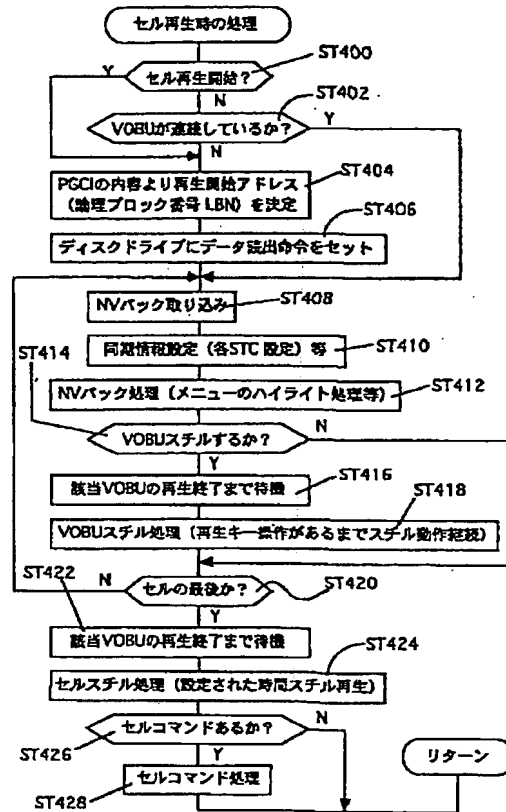 セル再生時の処理
ST400
Y
セル再生開始?
N
ST402
VOBUが連続しているか?
Y
N
ST404
PGCIの内容より再生開始アドレス
(論理ブロック番号LBN)を決定
ST406
ディスクドライブにデータ読出命令をセット
NVパック取り込み
ST408
ST414
同期情報設定(各STC設定)等
ST410
NVパック処理(メニューのハイライト処理等)
ST412
VOBUスチルするか?
N
Y
ST416
該当VOBUの再生終了まで待機
ST418
VOBUスチル処理(再生キー操作があるまでスチル動作継続)
ST422
N
セルの最後か?
ST420
Y
該当VOBUの再生終了まで待機
ST424
セルスチル処理(設定された時間スチル再生)
セルコマンドあるか?
N
リターン
ST426
Y
セルコマンド処理
ST428